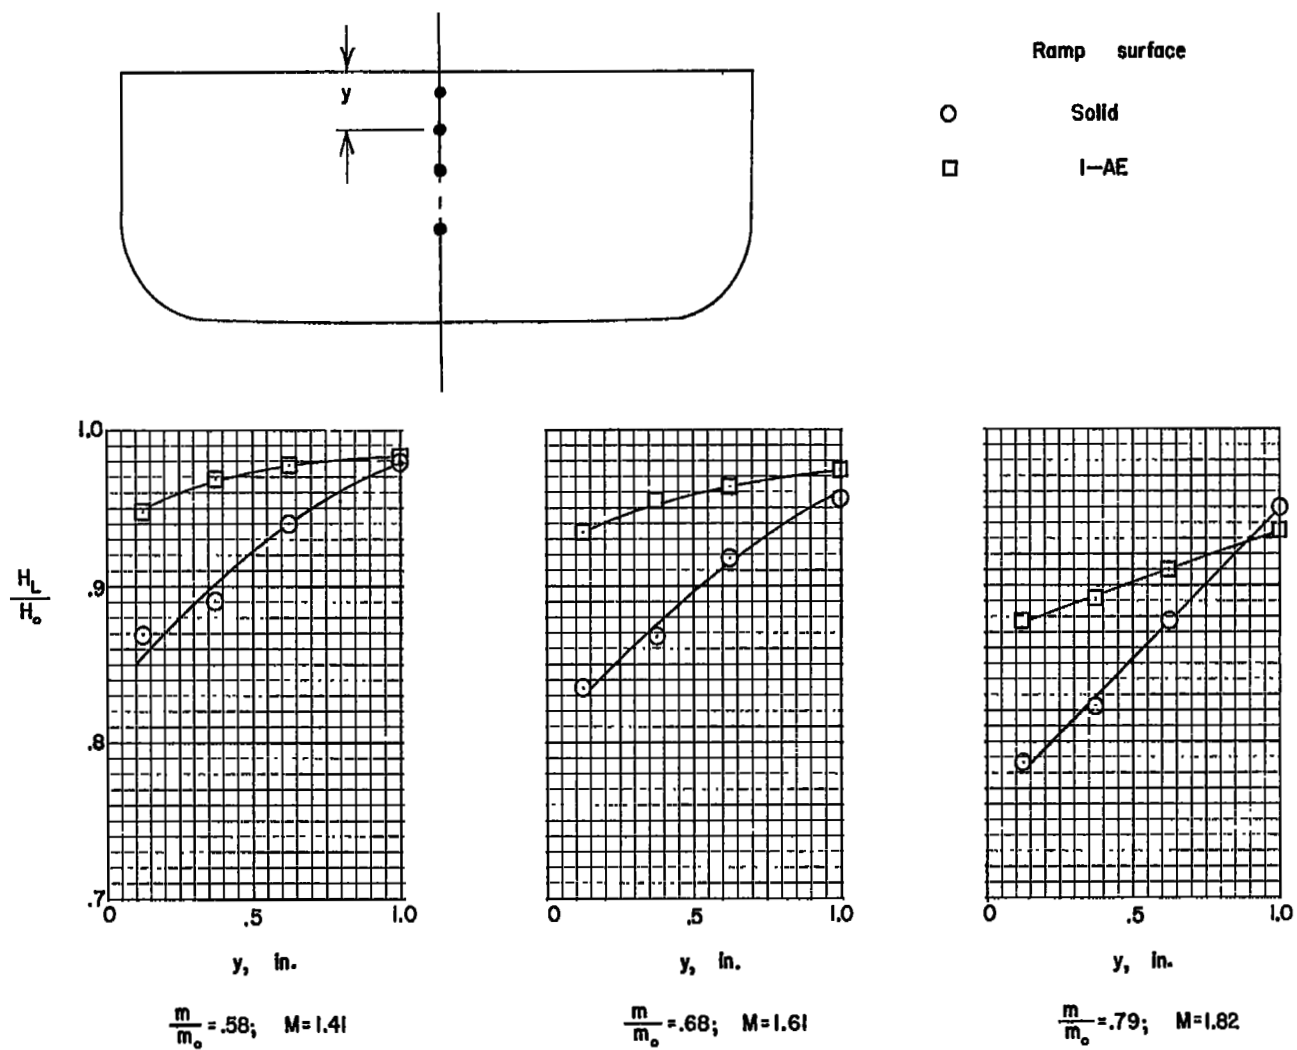 Ramp surface
y
Solid
I-AE
1.0
.9
.8
.7
H_L
H_o
0 .5 1.0
0 .5 1.0
0 .5 1.0
y, in.
y, in.
y, in.
m/m_o =.58; M=1.41
m/m_o =.68; M=1.61
m/m_o =.79; M=1.82